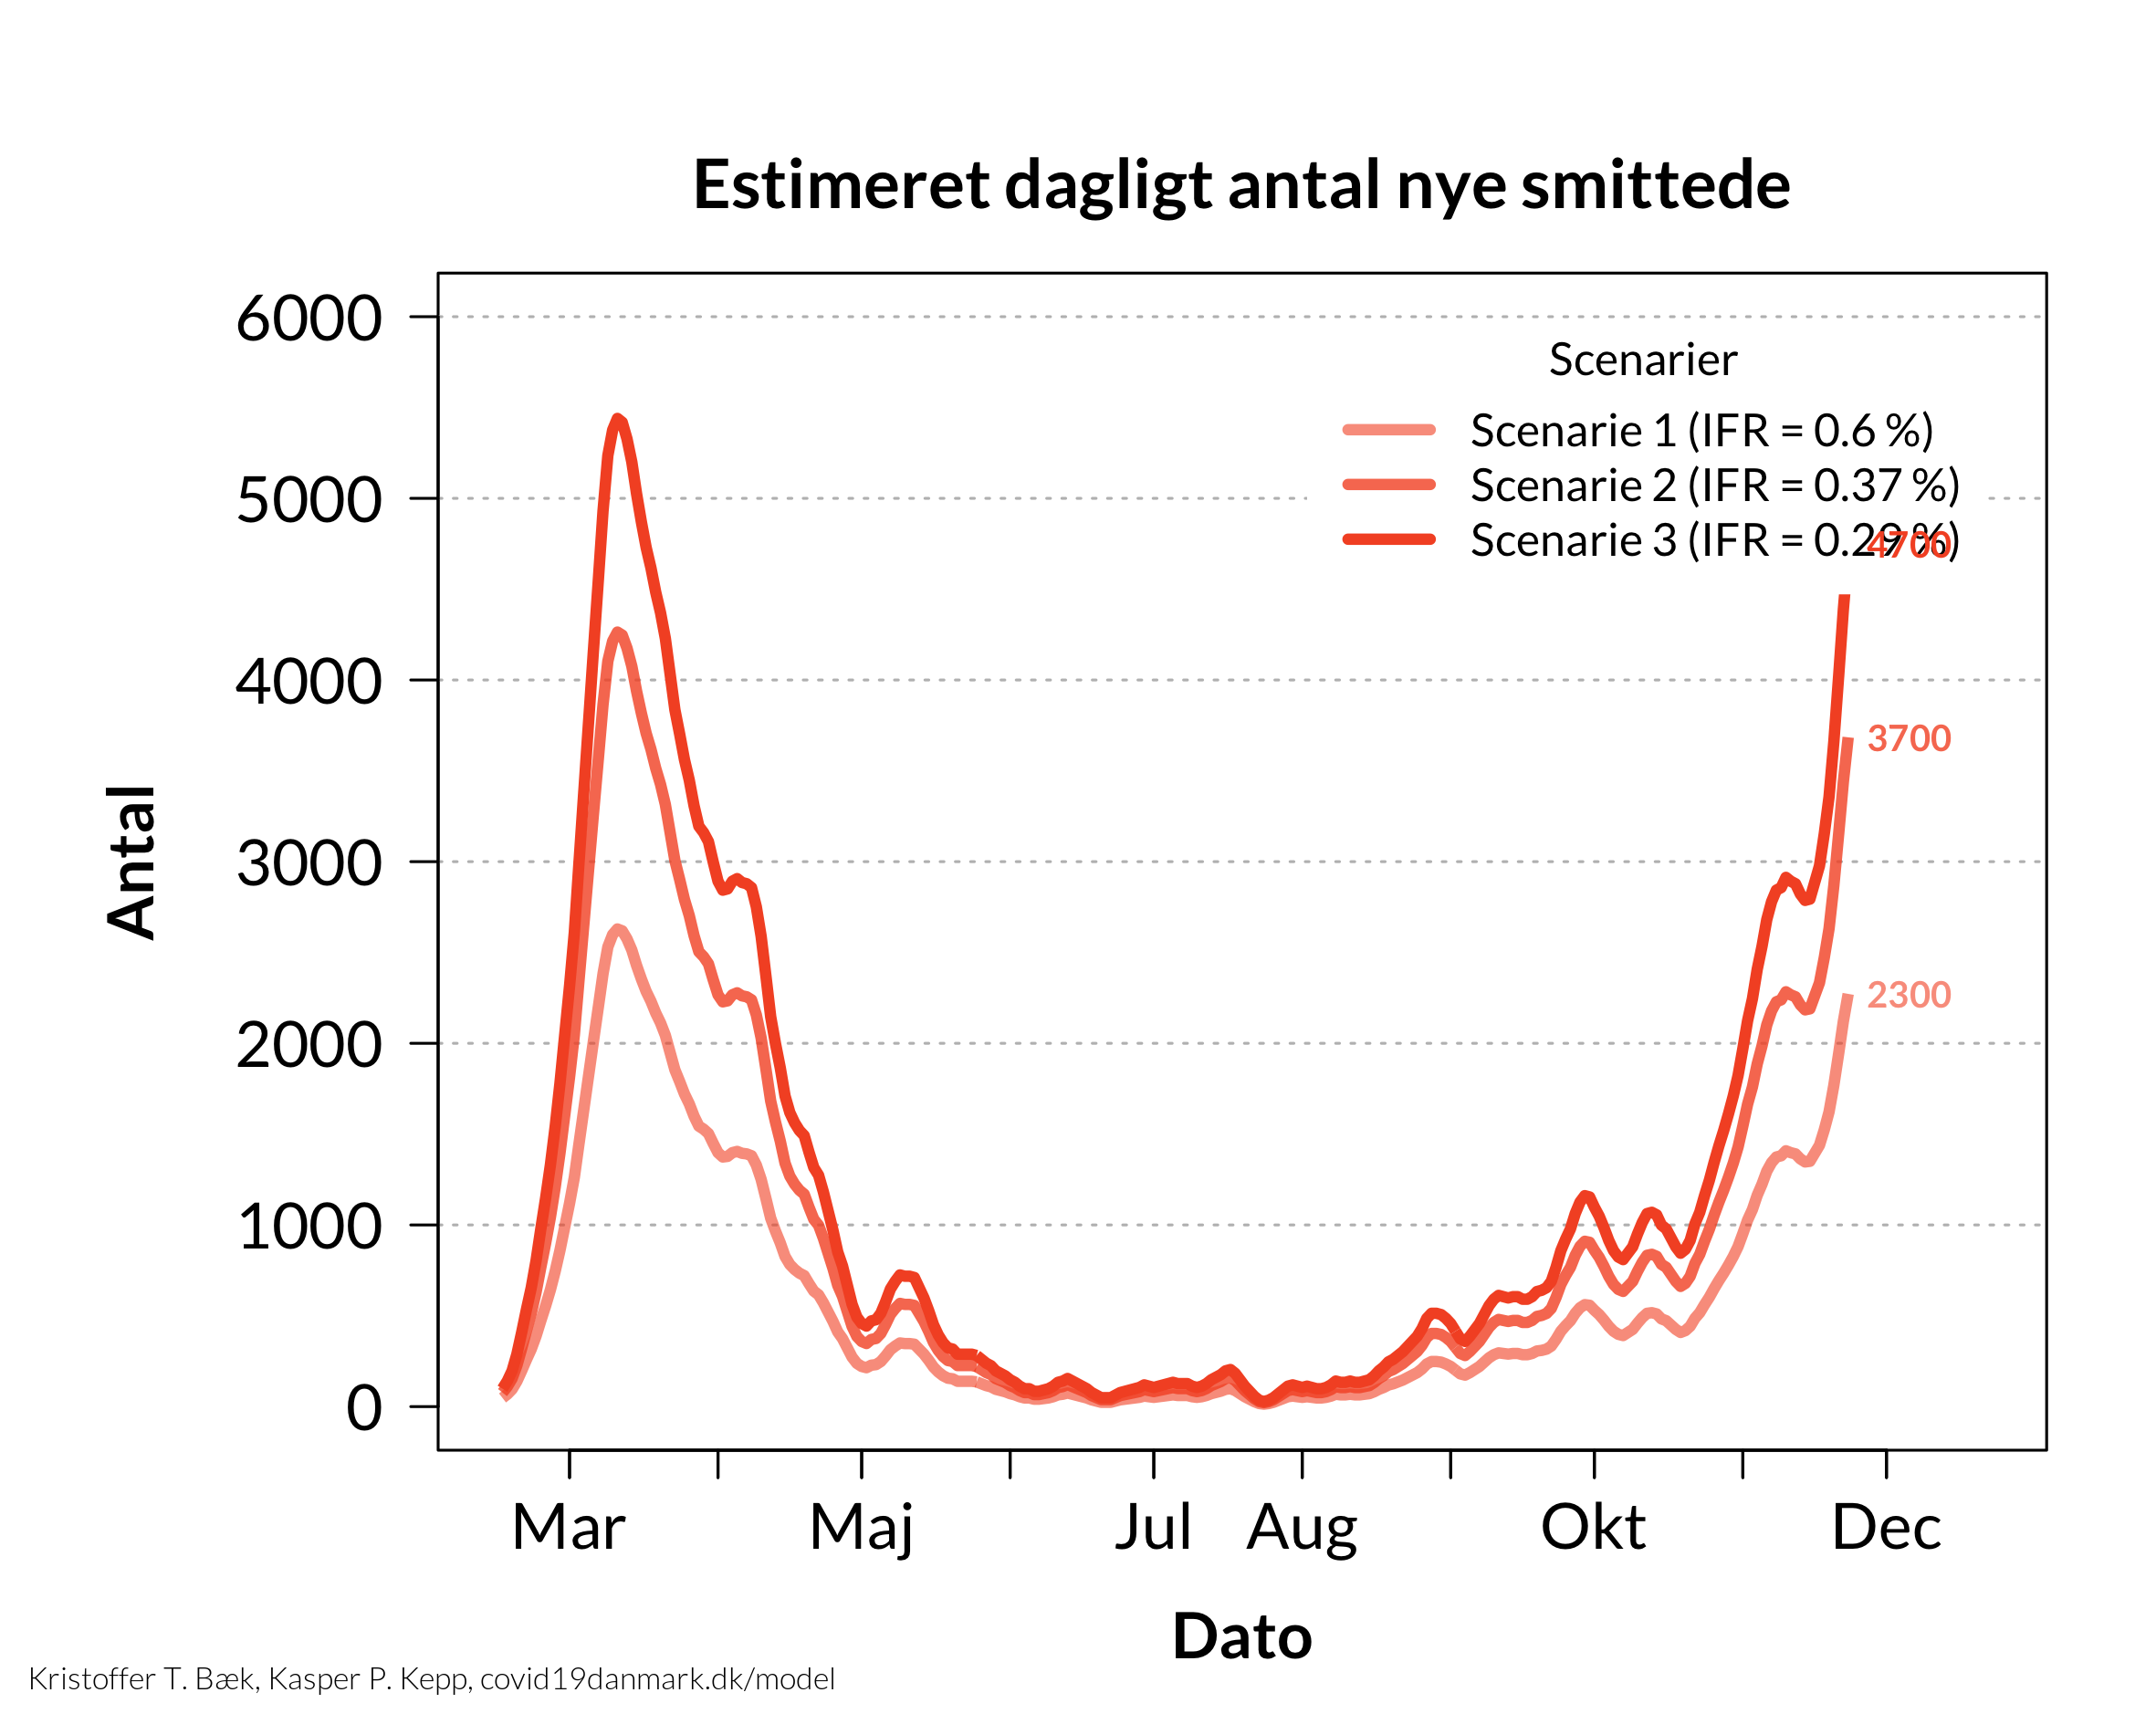 Estimeret dagligt antal nye smittede
Antal
6000
5000
4000
3000
2000
1000
0
Scenarier
Scenarie 1 (IFR = 0.6 %)
Scenarie 2 (IFR = 0.37 %)
Scenarie 3 (IFR = 0.29 %)
4700
3700
2300
Mar Maj Jul Aug Okt Dec
Dato
Kristoffer T. Bæk, Kasper P. Kepp, covid19danmark.dk/model